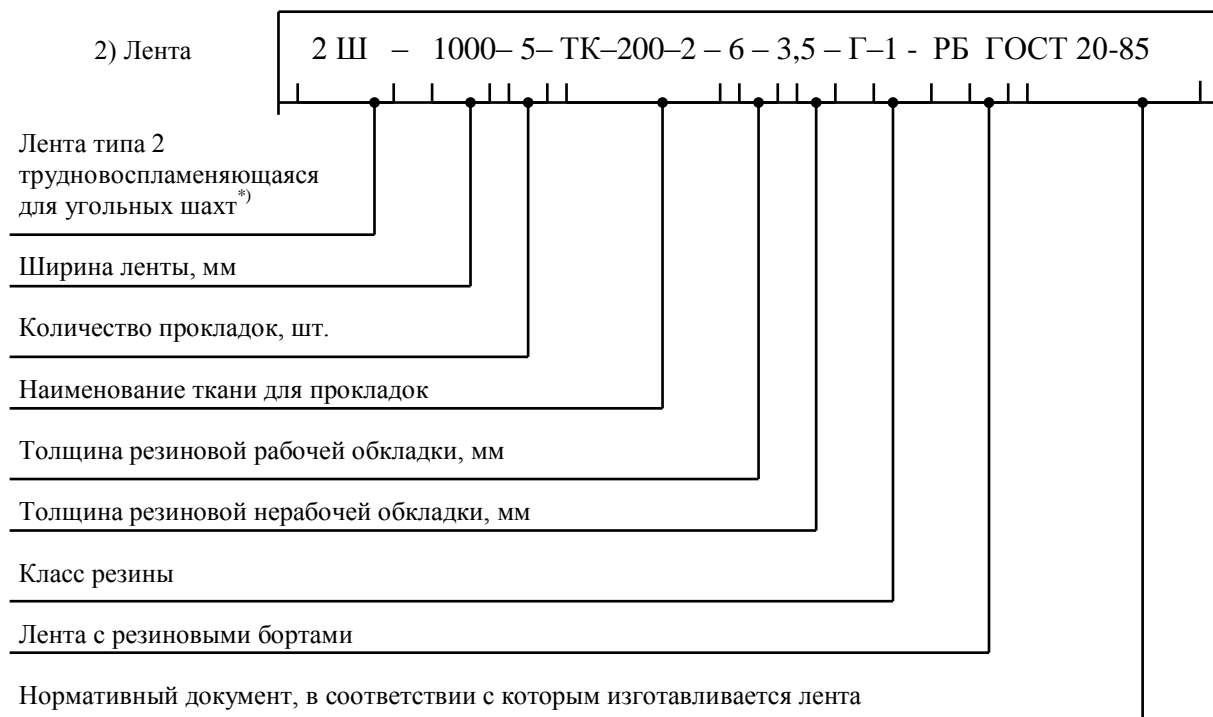 2) Лента 2 Ш – 1000– 5– ТК–200–2 – 6 – 3,5 – Г–1 - РБ ГОСТ 20-85
Лента типа 2
трудновоспламеняющаяся
для угольных шахт*)
Ширина ленты, мм
Количество прокладок, шт.
Наименование ткани для прокладок
Толщина резиновой рабочей обкладки, мм
Толщина резиновой нерабочей обкладки, мм
Класс резины
Лента с резиновыми бортами
Нормативный документ, в соответствии с которым изготавливается лента